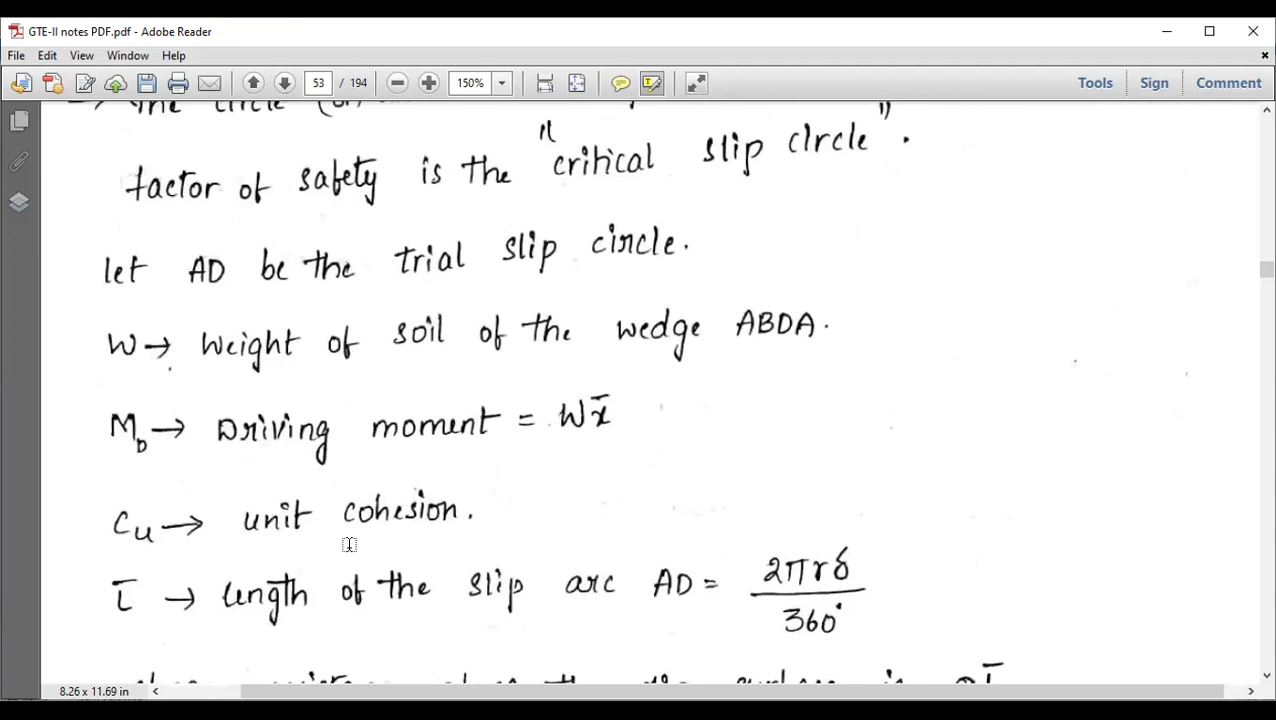 GTE-II notes PDF.pdf - Adobe Reader
File Edit View Window Help
53 / 194 150% Tools Sign Comment
→ The circle
factor of safety is the "critical slip circle".
let AD be the trial slip circle.
W → Weight of soil of the wedge ABDA.
M_D → Driving moment = Wx̄
C_u → unit cohesion.
L̄ → length of the slip arc AD = 2πrδ / 360°
8.26 x 11.69 in